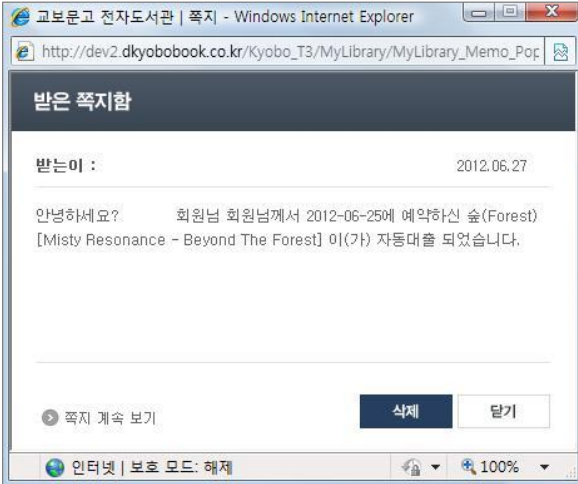 교보문고 전자도서관 | 쪽지 - Windows Internet Explorer
http://dev2.dkyobobook.co.kr/Kyobo_T3/MyLibrary/MyLibrary_Memo_Pop
받은 쪽지함
받는이 : 2012.06.27
안녕하세요? 회원님 회원님께서 2012-06-25에 예약하신 숲(Forest)
[Misty Resonance - Beyond The Forest] 이(가) 자동대출 되었습니다.
쪽지 계속 보기 삭제 닫기
인터넷 | 보호 모드: 해제 100%